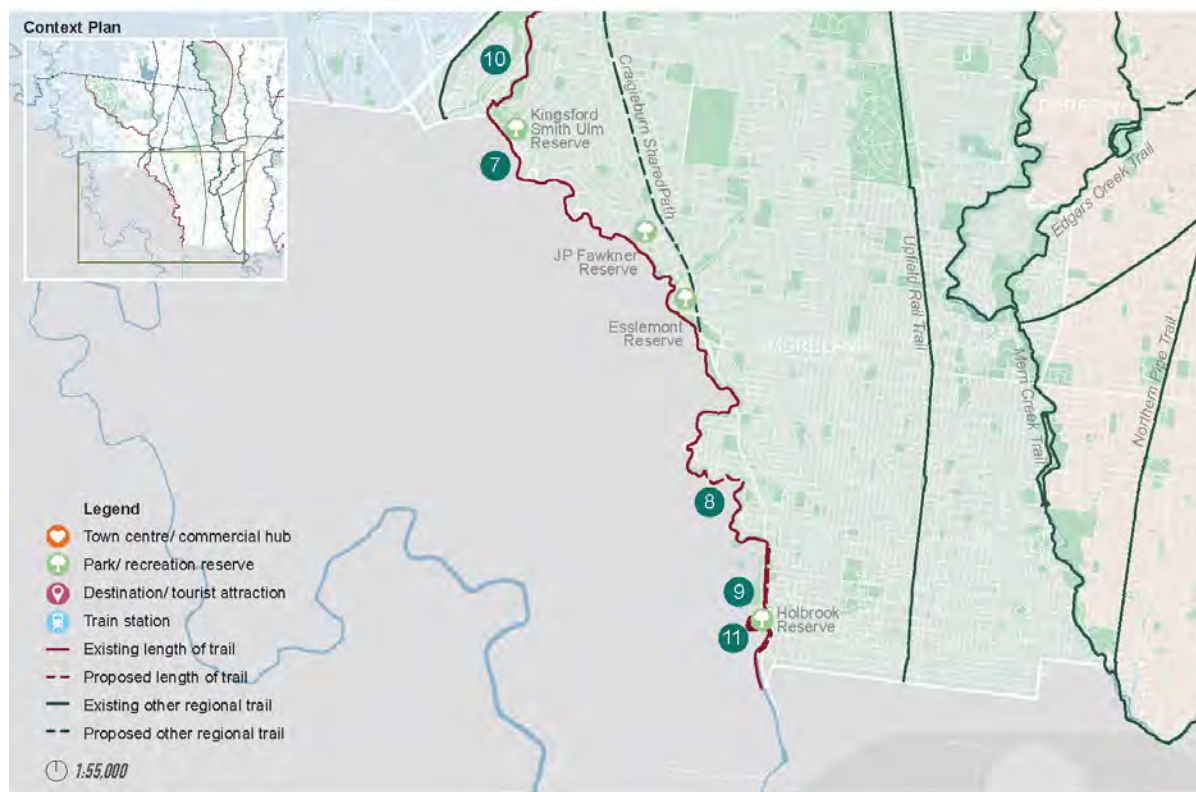 Context Plan
10
Kingsford
Smith Ulm
Reserve
7
Craigieburn SharedPath
JP Fawkner
Reserve
Esslemont
Reserve
MORELAND
Upfield Rail Trail
Edgars Creek Trail
Merri Creek Trail
Northern Pipe Trail
8
9
Holbrook
Reserve
11
Legend
Town centre/ commercial hub
Park/ recreation reserve
Destination/ tourist attraction
Train station
Existing length of trail
Proposed length of trail
Existing other regional trail
Proposed other regional trail
1:55,000